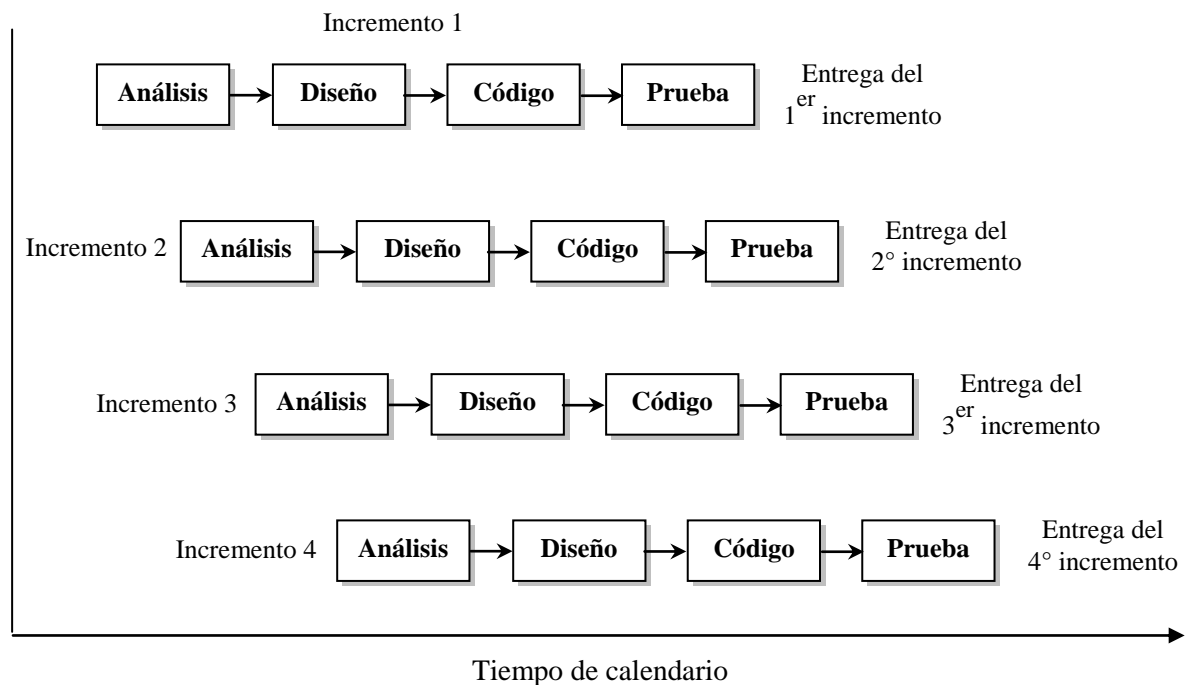 Incremento 1
Análisis Diseño Código Prueba
Entrega del
1er incremento
Incremento 2
Análisis Diseño Código Prueba
Entrega del
2° incremento
Incremento 3
Análisis Diseño Código Prueba
Entrega del
3er incremento
Incremento 4
Análisis Diseño Código Prueba
Entrega del
4° incremento
Tiempo de calendario